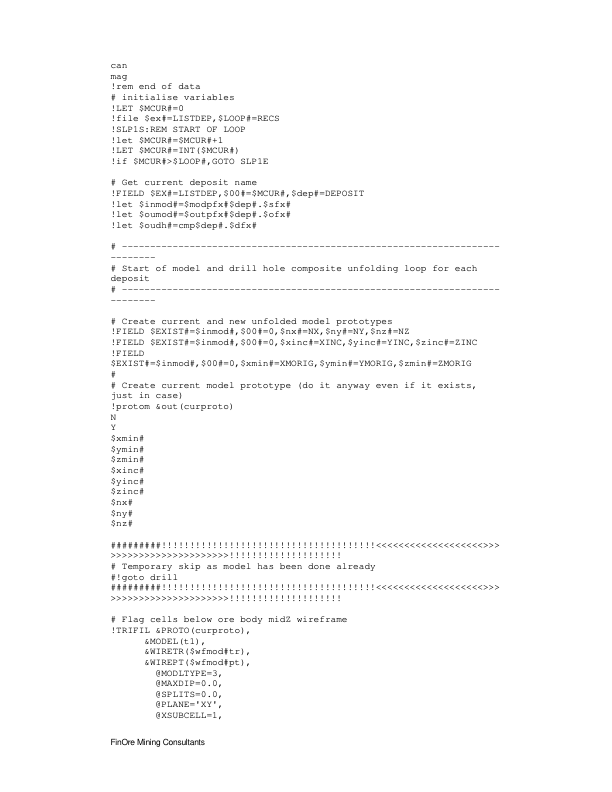 can
mag
!rem end of data
# initialise variables
!LET $MCUR#=0
!file $ex#=LISTDEP,$LOOP#=RECS
!SLP1S:REM START OF LOOP
!let $MCUR#=$MCUR#+1
!LET $MCUR#=INT($MCUR#)
!if $MCUR#>$LOOP#,GOTO SLP1E
# Get current deposit name
!FIELD $EX#=LISTDEP,$00#=$MCUR#,$dep#=DEPOSIT
!let $inmod#=$modpfx#$dep#.$sfx#
!let $oumod#=$outpfx#$dep#.$ofx#
!let $oudh#=cmp$dep#.$dfx#
# -------------------------------------------------------------------
--------
# Start of model and drill hole composite unfolding loop for each
deposit
# -------------------------------------------------------------------
--------
# Create current and new unfolded model prototypes
!FIELD $EXIST#=$inmod#,$00#=0,$nx#=NX,$ny#=NY,$nz#=NZ
!FIELD $EXIST#=$inmod#,$00#=0,$xinc#=XINC,$yinc#=YINC,$zinc#=ZINC
!FIELD
$EXIST#=$inmod#,$00#=0,$xmin#=XMORIG,$ymin#=YMORIG,$zmin#=ZMORIG
#
# Create current model prototype (do it anyway even if it exists,
just in case)
!protom &out(curproto)
N
Y
$xmin#
$ymin#
$zmin#
$xinc#
$yinc#
$zinc#
$nx#
$ny#
$nz#
#########!!!!!!!!!!!!!!!!!!!!!!!!!!!!!!!!!!!!!!<<<<<<<<<<<<<<<<<<<>>>
>>>>>>>>>>>>>>>>>>>>>!!!!!!!!!!!!!!!!!!!!
# Temporary skip as model has been done already
#!goto drill
#########!!!!!!!!!!!!!!!!!!!!!!!!!!!!!!!!!!!!!!<<<<<<<<<<<<<<<<<<<>>>
>>>>>>>>>>>>>>>>>>>>>!!!!!!!!!!!!!!!!!!!!
# Flag cells below ore body midZ wireframe
!TRIFIL &PROTO(curproto),
&MODEL(t1),
&WIRETR($wfmod#tr),
&WIREPT($wfmod#pt),
@MODLTYPE=3,
@MAXDIP=0.0,
@SPLITS=0.0,
@PLANE='XY',
@XSUBCELL=1,
FinOre Mining Consultants